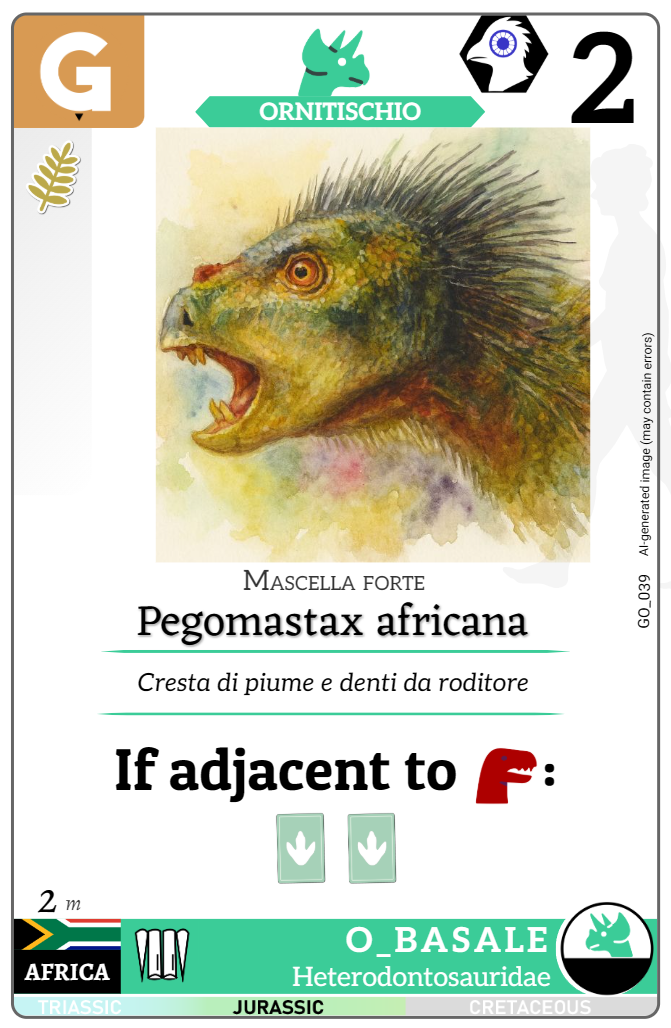 G
2
ORNITISCHIO
AI-generated image (may contain errors)
GO_039
Mascella forte
Pegomastax africana
Cresta di piume e denti da roditore
If adjacent to :
2 m
AFRICA
O_BASALE
Heterodontosauridae
TRIASSIC
JURASSIC
CRETACEOUS